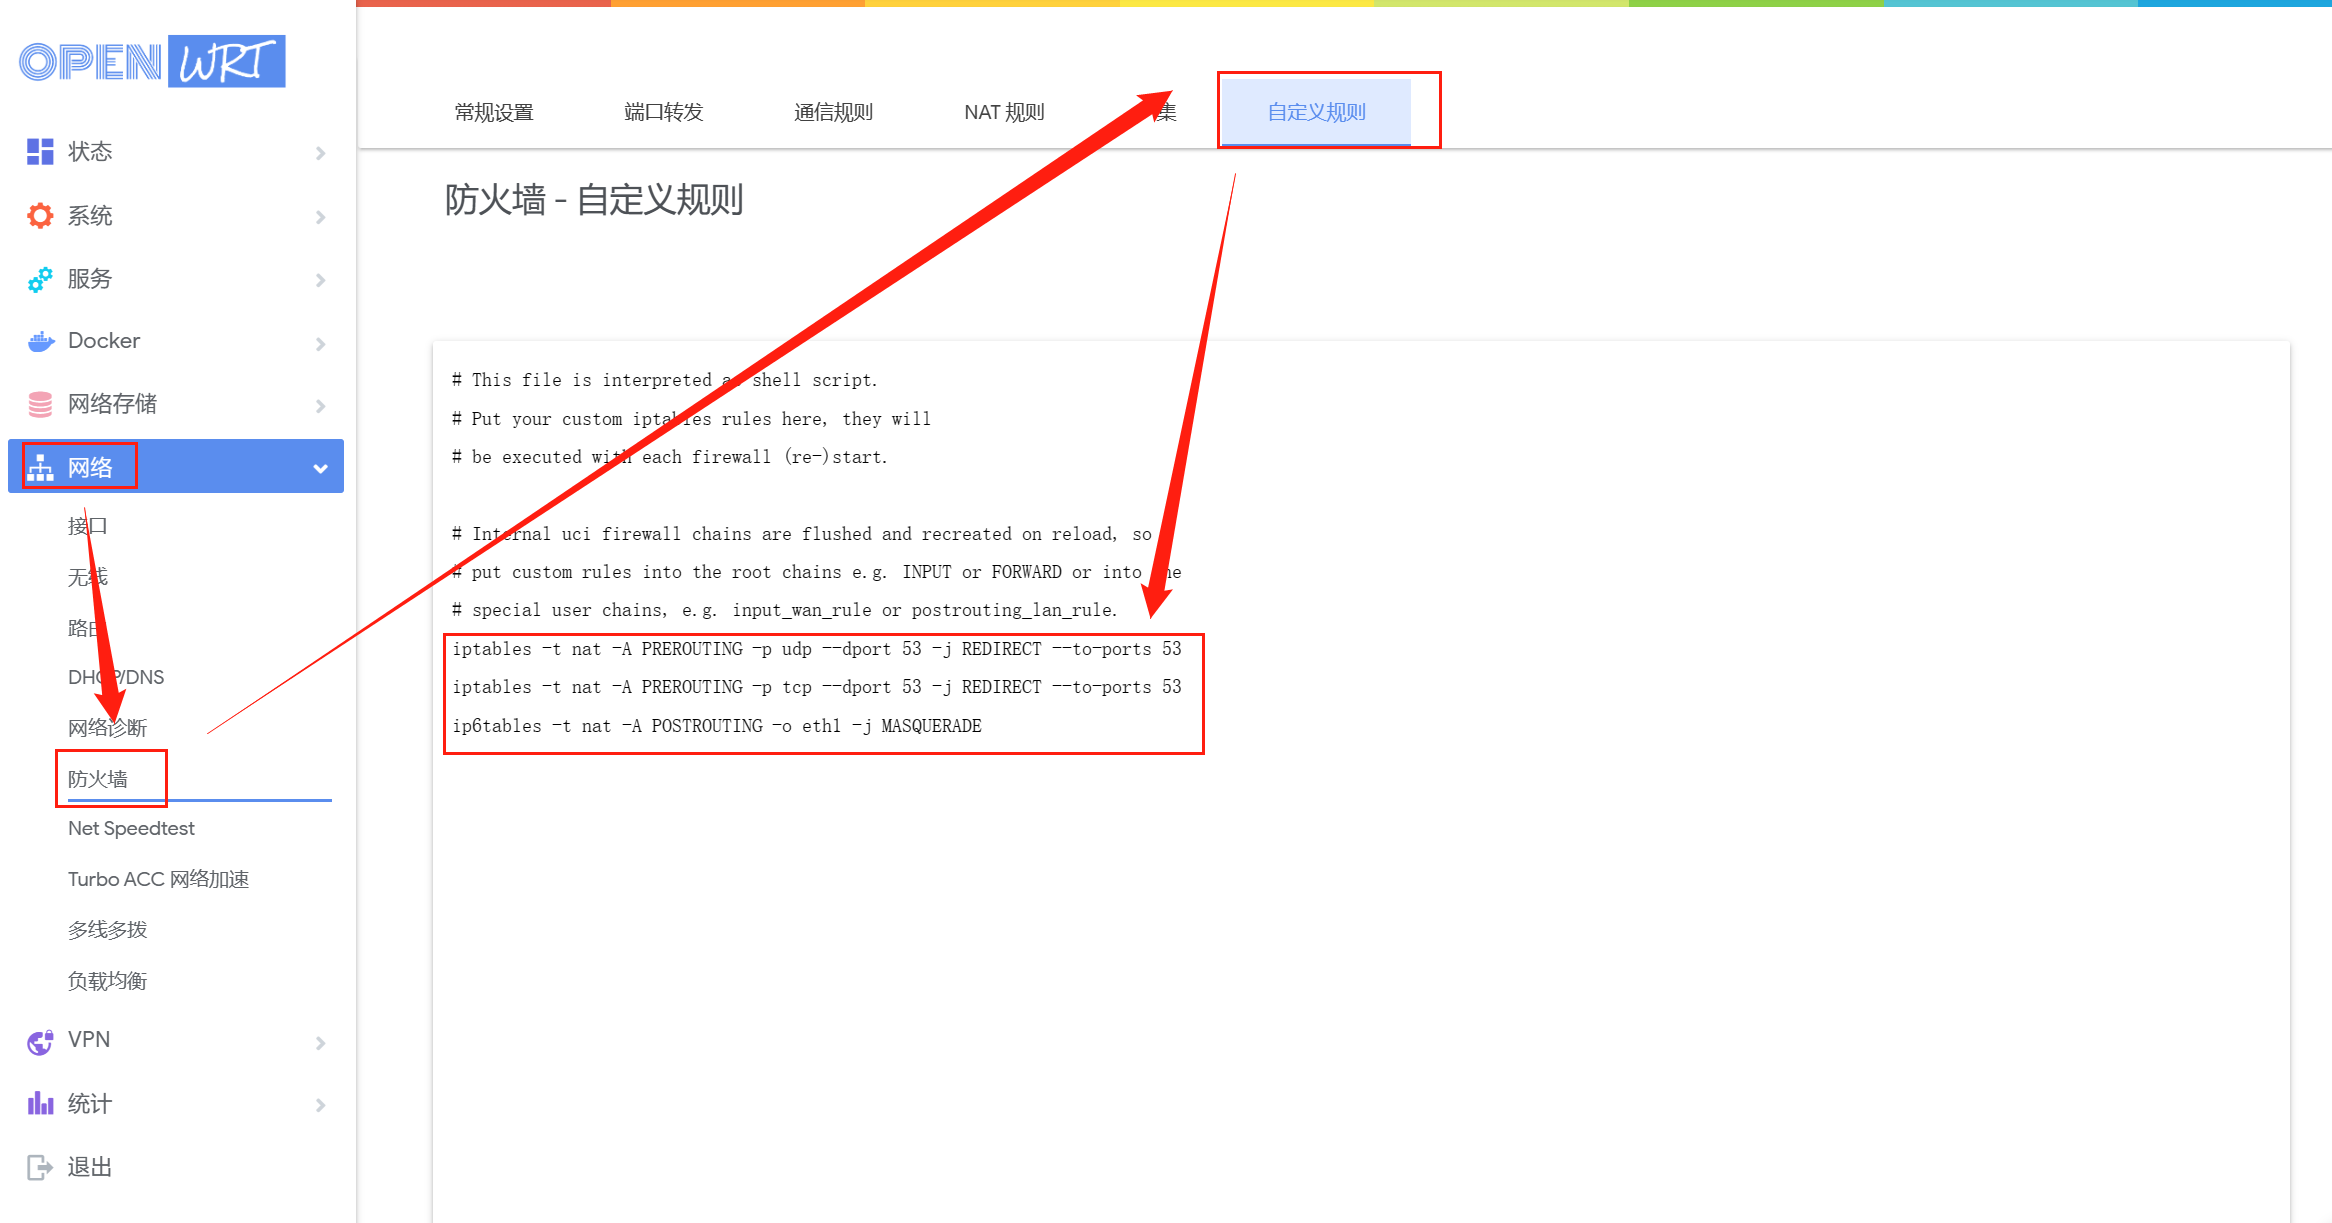 OPENWRT
状态
系统
服务
Docker
网络存储
网络
接口
无线
路由
DHCP/DNS
网络诊断
防火墙
Net Speedtest
Turbo ACC 网络加速
多线多拨
负载均衡
VPN
统计
退出
常规设置 端口转发 通信规则 NAT 规则 集 自定义规则
防火墙 - 自定义规则
# This file is interpreted as shell script.
# Put your custom iptables rules here, they will
# be executed with each firewall (re-)start.
# Internal uci firewall chains are flushed and recreated on reload, so
# put custom rules into the root chains e.g. INPUT or FORWARD or into the
# special user chains, e.g. input_wan_rule or postrouting_lan_rule.
iptables -t nat -A PREROUTING -p udp --dport 53 -j REDIRECT --to-ports 53
iptables -t nat -A PREROUTING -p tcp --dport 53 -j REDIRECT --to-ports 53
ip6tables -t nat -A POSTROUTING -o eth1 -j MASQUERADE